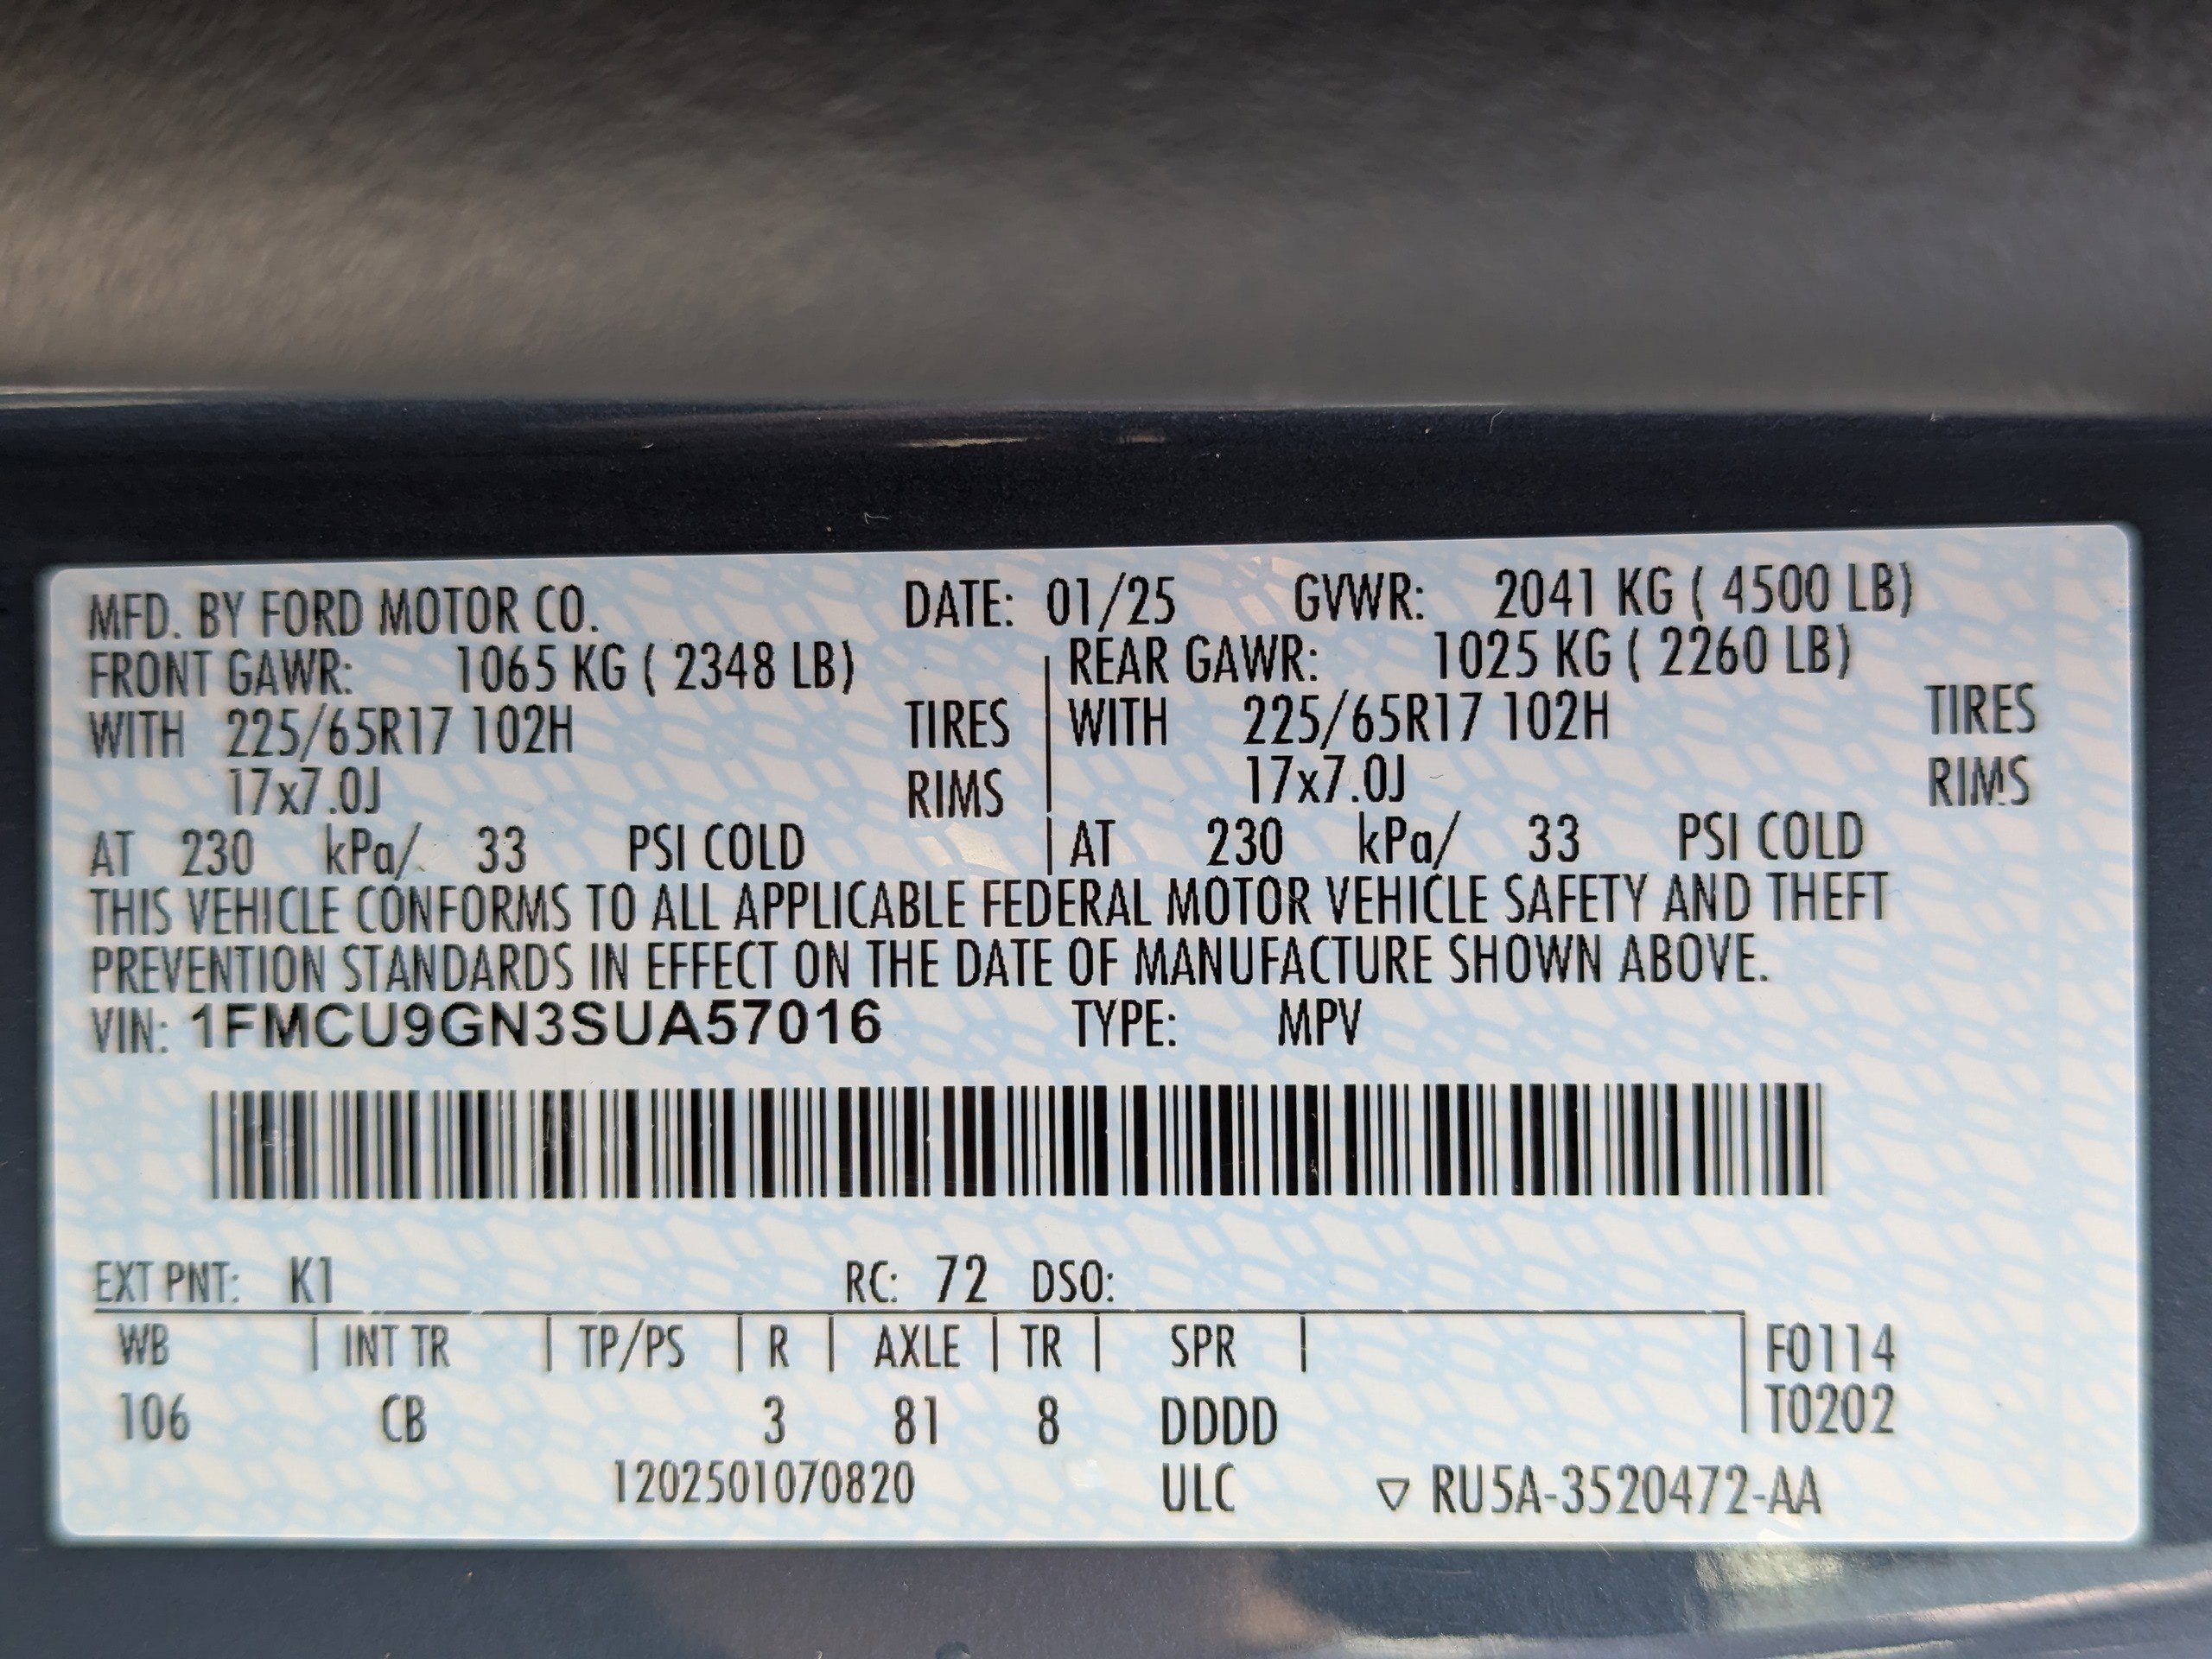 MFD. BY FORD MOTOR CO. DATE: 01/25 GVWR: 2041 KG ( 4500 LB)
FRONT GAWR: 1065 KG ( 2348 LB) REAR GAWR: 1025 KG ( 2260 LB)
WITH 225/65R17 102H TIRES WITH 225/65R17 102H TIRES
17x7.0J RIMS 17x7.0J RIMS
AT 230 kPa/ 33 PSI COLD AT 230 kPa/ 33 PSI COLD
THIS VEHICLE CONFORMS TO ALL APPLICABLE FEDERAL MOTOR VEHICLE SAFETY AND THEFT
PREVENTION STANDARDS IN EFFECT ON THE DATE OF MANUFACTURE SHOWN ABOVE.
VIN: 1FMCU9GN3SUA57016 TYPE: MPV
EXT PNT: K1 RC: 72 DSO:
WB | INT TR | TP/PS | R | AXLE | TR | SPR | F0114
106 CB 3 81 8 DDDD T0202
1202501070820 ULC ▽ RU5A-3520472-AA